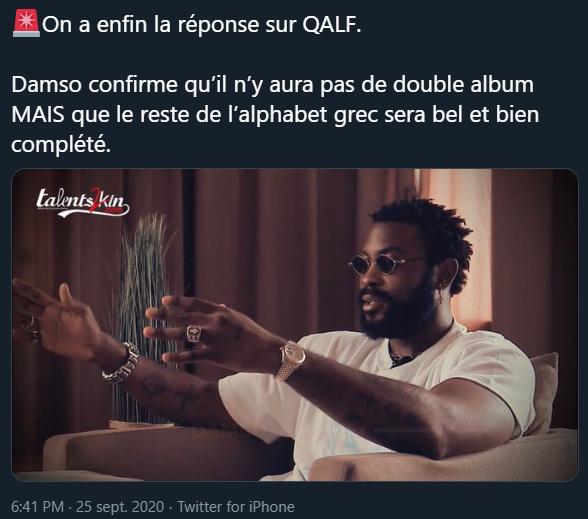 🚨On a enfin la réponse sur QALF.
Damso confirme qu’il n’y aura pas de double album
MAIS que le reste de l’alphabet grec sera bel et bien
complété.
talents2kin
6:41 PM · 25 sept. 2020 · Twitter for iPhone